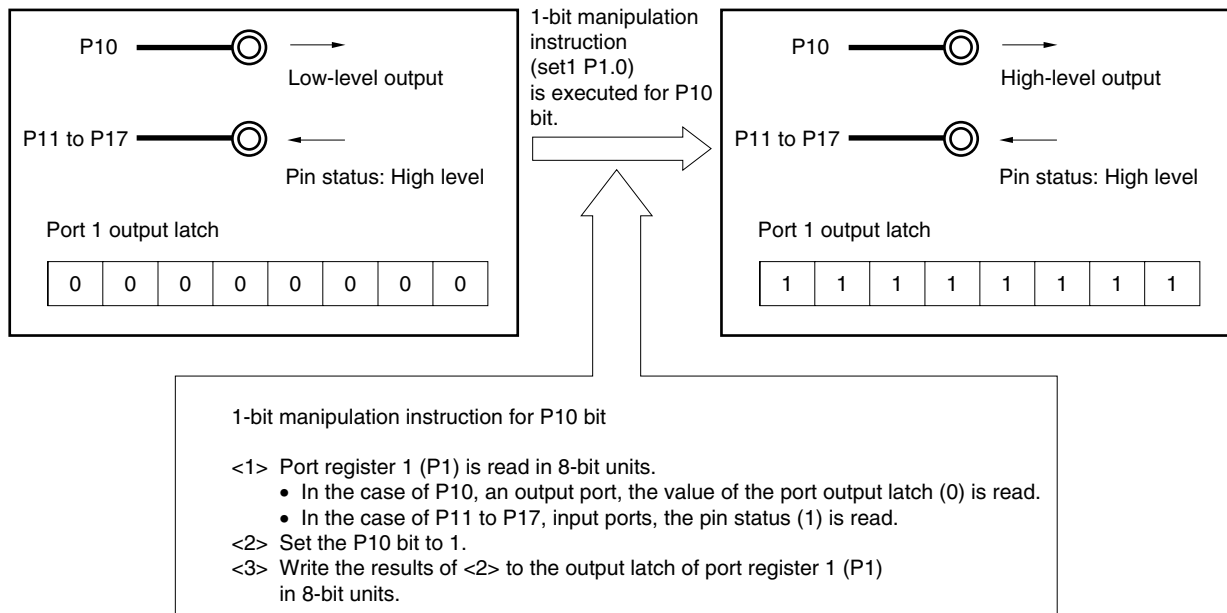 P10
Low-level output
P11 to P17
Pin status: High level
Port 1 output latch
0 0 0 0 0 0 0 0
1-bit manipulation
instruction
(set1 P1.0)
is executed for P10
bit.
P10
High-level output
P11 to P17
Pin status: High level
Port 1 output latch
1 1 1 1 1 1 1 1
1-bit manipulation instruction for P10 bit
<1> Port register 1 (P1) is read in 8-bit units.
• In the case of P10, an output port, the value of the port output latch (0) is read.
• In the case of P11 to P17, input ports, the pin status (1) is read.
<2> Set the P10 bit to 1.
<3> Write the results of <2> to the output latch of port register 1 (P1)
in 8-bit units.